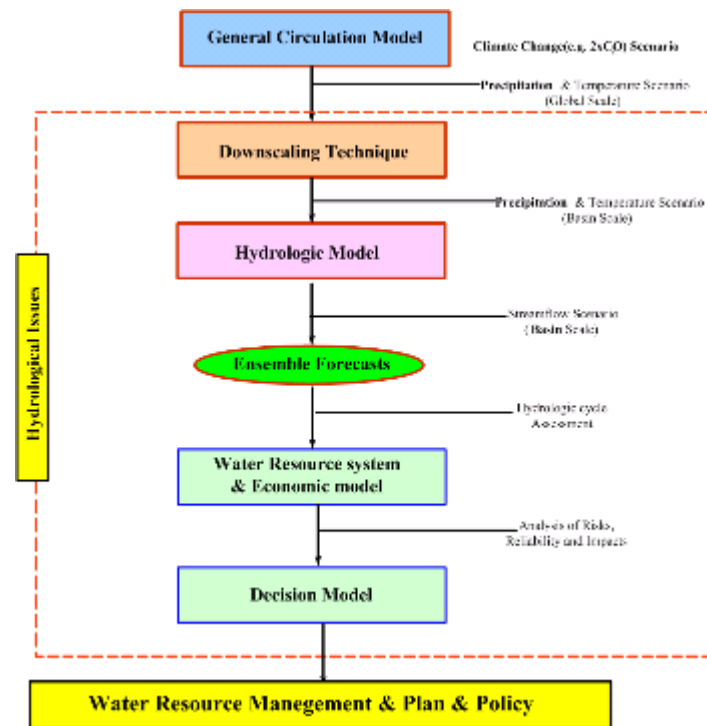 General Circulation Model
Climate Change(e.g. 2xC₂O) Scenario
Precipitation & Temperature Scenario
(Global Scale)
Downscaling Technique
Precipitation & Temperature Scenario
(Basin Scale)
Hydrologic Model
Hydrological Issues
Streamflow Scenario
(Basin Scale)
Ensemble Forecasts
Hydrologic cycle
Assessment
Water Resource system
& Economic model
Analysis of Risks,
Reliability and Impacts
Decision Model
Water Resource Manegement & Plan & Policy